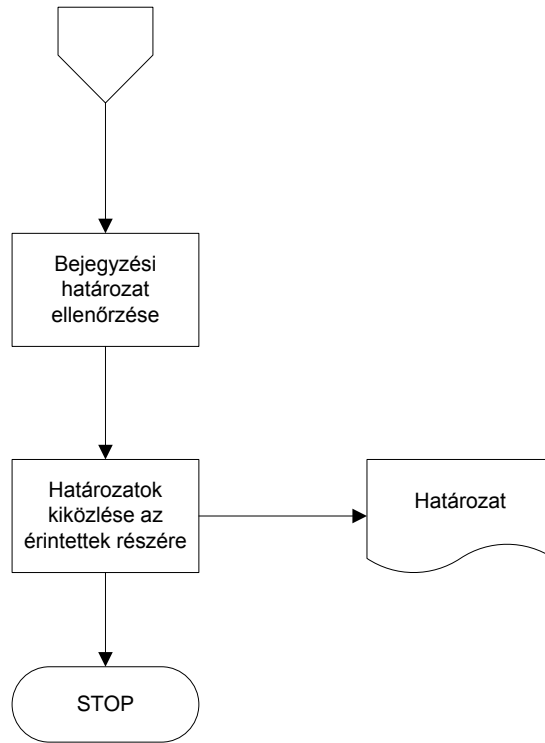 Bejegyzési
határozat
ellenőrzése
Határozatok
kiközlése az
érintettek részére
Határozat
STOP